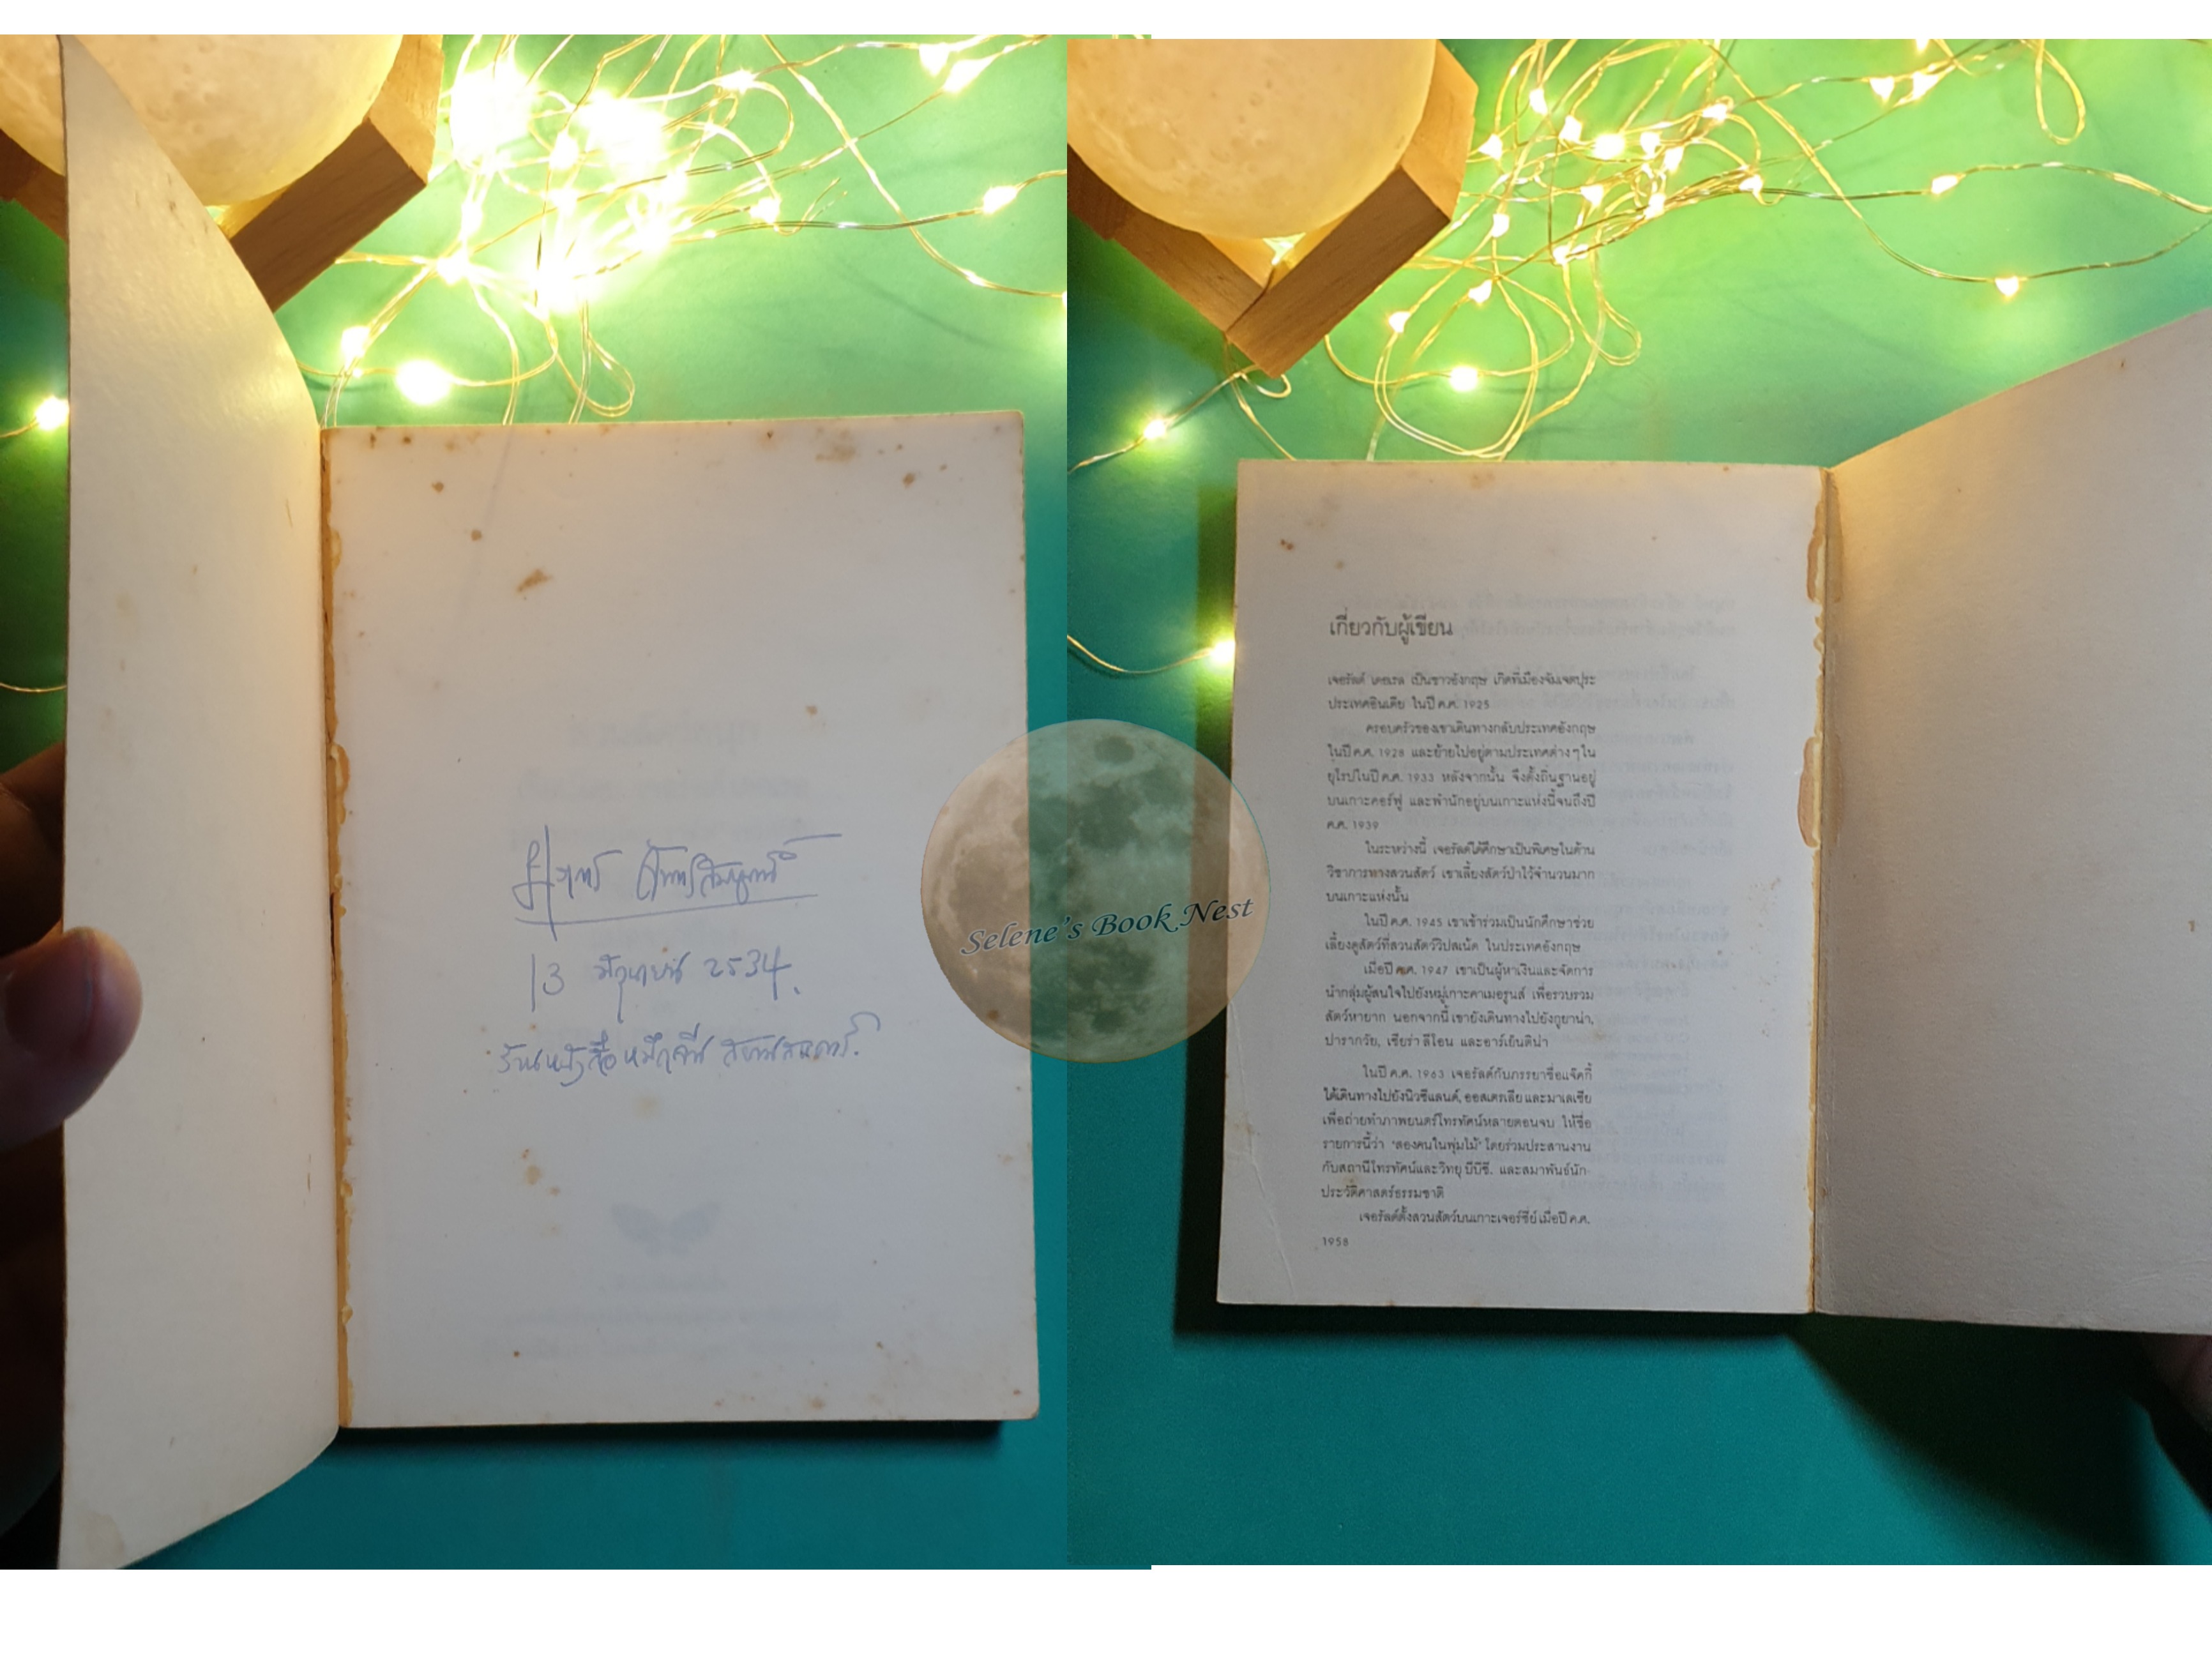 13 มิถุนายน 2534.
ร้านหนังสือหมึกจีน
Selene's Book Nest
เกี่ยวกับผู้เขียน
เจอรัลด์ เดอเรล เป็นชาวอังกฤษ เกิดที่เมืองจัมเจดปุระ
ประเทศอินเดีย ในปี ค.ศ. 1925
ครอบครัวของเขาเดินทางกลับประเทศอังกฤษ
ในปี ค.ศ. 1928 และย้ายไปอยู่ตามประเทศต่างๆ ใน
ยุโรปในปี ค.ศ. 1933 หลังจากนั้น จึงตั้งถิ่นฐานอยู่
บนเกาะคอร์ฟู และพำนักอยู่บนเกาะแห่งนี้จนถึงปี
ค.ศ. 1939
ในระหว่างนี้ เจอรัลด์ได้ศึกษาเป็นพิเศษในด้าน
วิชาการทางสวนสัตว์ เขาเลี้ยงสัตว์ป่าไว้จำนวนมาก
บนเกาะแห่งนั้น
ในปี ค.ศ. 1945 เขาเข้าร่วมเป็นนักศึกษาช่วย
เลี้ยงดูสัตว์ที่สวนสัตว์วิปสเน้ด ในประเทศอังกฤษ
เมื่อปี ค.ศ. 1947 เขาเป็นผู้หาเงินและจัดการ
นำกลุ่มผู้สนใจไปยังหมู่เกาะคาเมอรูนส์ เพื่อรวบรวม
สัตว์หายาก นอกจากนี้ เขายังเดินทางไปยังกูยาน่า,
ปารากวัย, เซียร่า ลีโอน และอาร์เย็นติน่า
ในปี ค.ศ. 1963 เจอรัลด์กับภรรยาชื่อแจ๊คกี้
ได้เดินทางไปยังนิวซีแลนด์, ออสเตรเลีย และมาเลเซีย
เพื่อถ่ายทำภาพยนตร์โทรทัศน์หลายตอนจบ ให้ชื่อ
รายการนี้ว่า 'สองคนในพุ่มไม้' โดยร่วมประสานงาน
กับสถานีโทรทัศน์และวิทยุ บีบีซี. และสมาพันธ์นัก-
ประวัติศาสตร์ธรรมชาติ
เจอรัลด์ตั้งสวนสัตว์บนเกาะเจอร์ซี่ย์ เมื่อปี ค.ศ.
1958